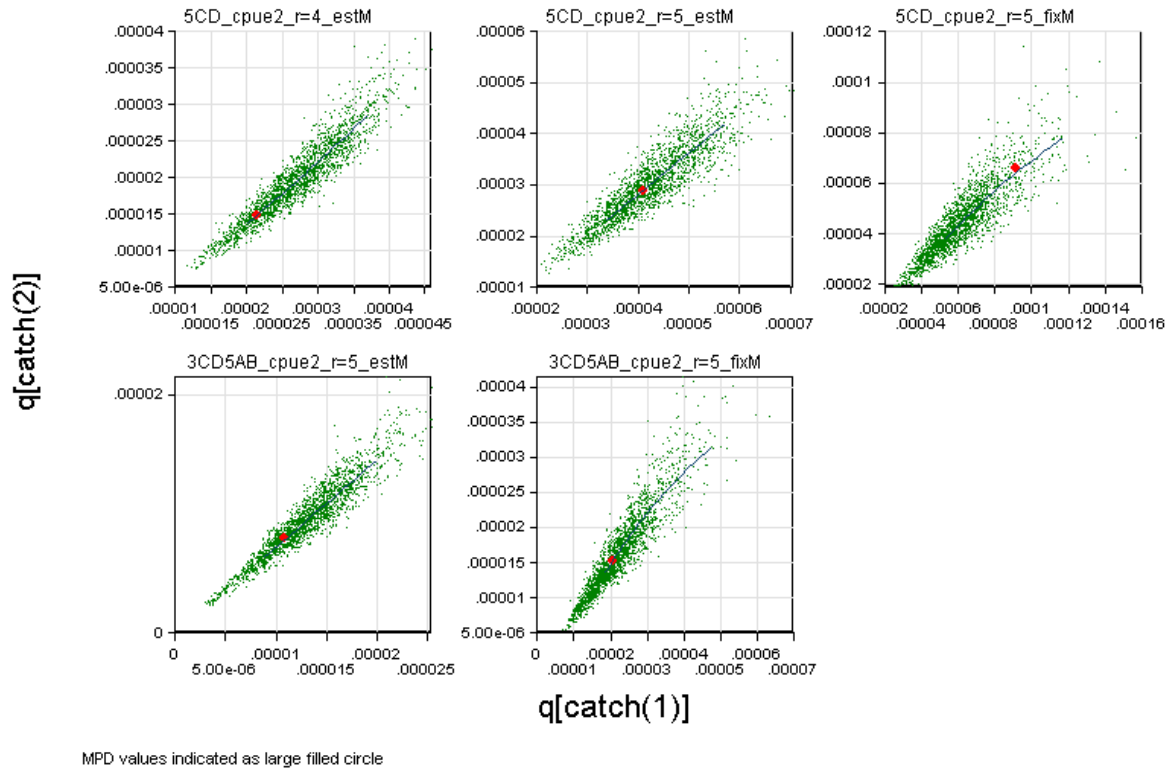 5CD_cpue2_r=4_estM
5CD_cpue2_r=5_estM
5CD_cpue2_r=5_fixM
.00004
.000035
.00003
.000025
.00002
.000015
.00001
5.00e-06
.00001 .00002 .00003 .00004
.000015 .000025 .000035 .000045
.00006
.00005
.00004
.00003
.00002
.00001
.00002 .00004 .00006
.00003 .00005 .00007
.00012
.0001
.00008
.00006
.00004
.00002
.00002 .00006 .0001 .00014
.00004 .00008 .00012 .00016
q[catch(2)]
3CD5AB_cpue2_r=5_estM
3CD5AB_cpue2_r=5_fixM
.00002
0
0 .00001 .00002
5.00e-06 .000015 .000025
.00004
.000035
.00003
.000025
.00002
.000015
.00001
5.00e-06
0 .00002 .00004 .00006
.00001 .00003 .00005 .00007
q[catch(1)]
MPD values indicated as large filled circle